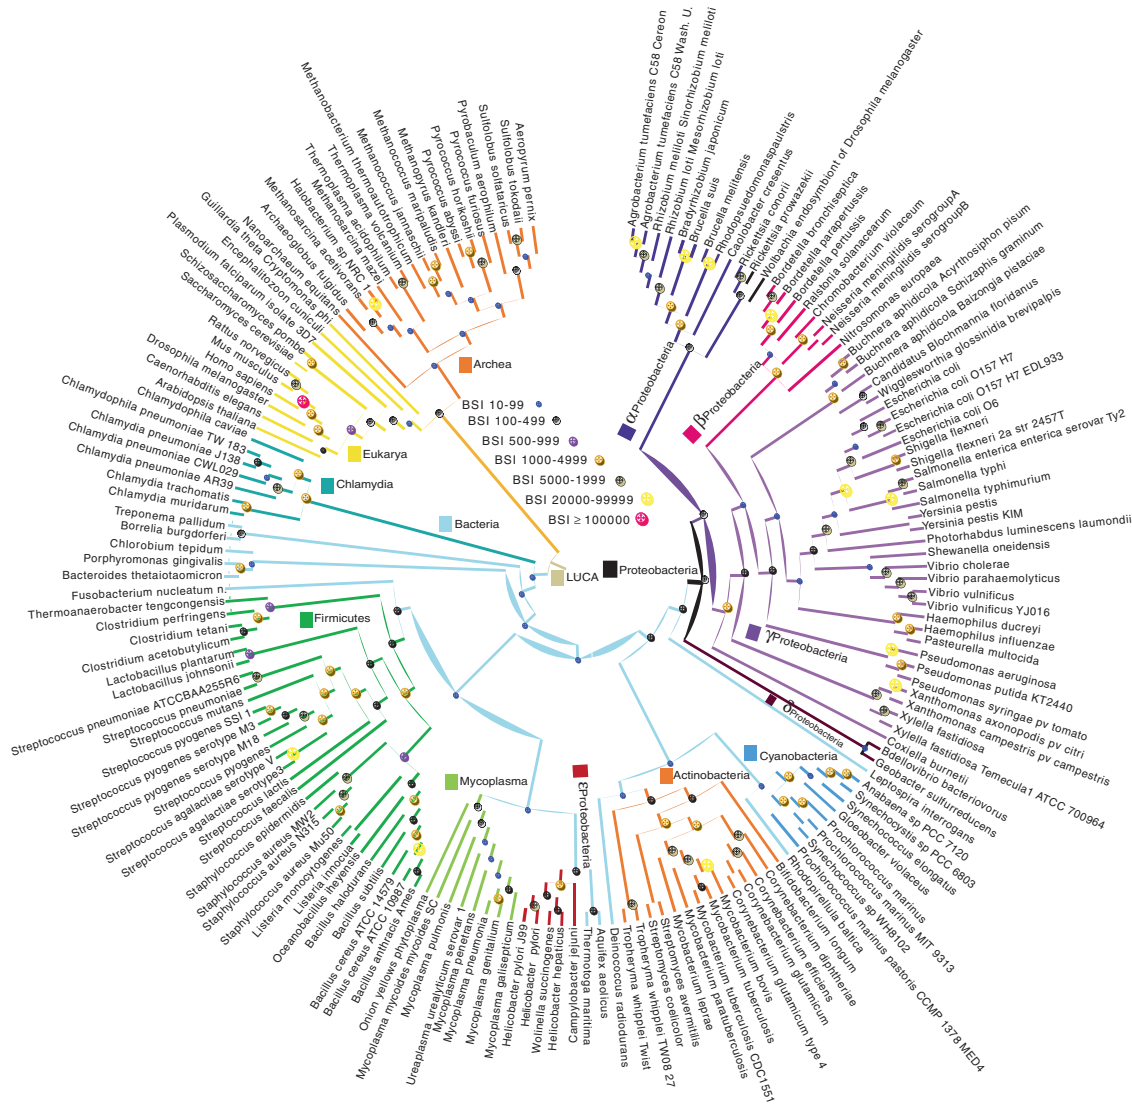 Agrobacterium tumefaciens C58 Cereon
Agrobacterium tumefaciens C58 Wash. U.
Rhizobium meliloti Sinorhizobium meliloti
Rhizobium loti Mesorhizobium loti
Bradyrhizobium japonicum
Brucella suis
Brucella melitensis
Rhodopseudomonaspaulstris
Caulobacter cresentus
Rickettsia conorii
Rickettsia prowazekii
Wolbachia endosymbiont of Drosophila melanogaster
Bordetella bronchiseptica
Bordetella parapertussis
Bordetella pertussis
Ralstonia solanacearum
Chromobacterium violaceum
Neisseria meningitidis serogroupA
Neisseria meningitidis serogroupB
Nitrosomonas europaea
Buchnera aphidicola Acyrthosiphon pisum
Buchnera aphidicola Schizaphis graminum
Buchnera aphidicola Baizongia pistaciae
Candidatus Blochmannia floridanus
Wigglesworthia glossinidia brevipalpis
Escherichia coli
Escherichia coli O157 H7
Escherichia coli O157 H7 EDL933
Escherichia coli O6
Shigella flexneri
Shigella flexneri 2a str 2457T
Salmonella enterica enterica serovar Ty2
Salmonella typhi
Salmonella typhimurium
Yersinia pestis
Yersinia pestis KIM
Photorhabdus luminescens laumondii
Shewanella oneidensis
Vibrio cholerae
Vibrio parahaemolyticus
Vibrio vulnificus
Vibrio vulnificus YJ016
Haemophilus ducreyi
Haemophilus influenzae
Pasteurella multocida
Pseudomonas aeruginosa
Pseudomonas putida KT2440
Pseudomonas syringae pv tomato
Xanthomonas axonopodis pv citri
Xanthomonas campestris pv campestris
Xylella fastidiosa
Xylella fastidiosa Temecula1 ATCC 700964
Coxiella burnetii
Bdellovibrio bacteriovorus
Geobacter sulfurreducens
Leptospira interrogans
Anabaena sp PCC 7120
Synechocystis sp PCC 6803
Synechococcus elongatus
Gloeobacter violaceus
Prochlorococcus marinus
Prochlorococcus marinus MIT 9313
Synechococcus sp WH8102
Prochlorococcus marinus pastoris CCMP 1378 MED4
Rhodopirellula baltica
Bifidobacterium longum
Corynebacterium diphtheriae
Corynebacterium efficiens
Corynebacterium glutamicum
Corynebacterium glutamicum type 4
Mycobacterium bovis
Mycobacterium tuberculosis
Mycobacterium tuberculosis CDC1551
Mycobacterium paratuberculosis
Mycobacterium leprae
Streptomyces avermitilis
Streptomyces coelicolor
Tropheryma whipplei TW08 27
Tropheryma whipplei Twist
Deinococcus radiodurans
Aquifex aeolicus
Thermotoga maritima
Campylobacter jejuni
Helicobacter hepaticus
Wolinella succinogenes
Helicobacter pylori
Helicobacter pylori J99
Mycoplasma galisepticum
Mycoplasma genitalium
Mycoplasma pneumonia
Mycoplasma penetrans
Ureaplasma urealyticum serovar 1
Mycoplasma pulmonis
Mycoplasma mycoides mycoides SC
Onion yellows phytoplasma
Bacillus anthracis Ames
Bacillus cereus ATCC 10987
Bacillus cereus ATCC 14579
Bacillus subtilis
Bacillus halodurans
Oceanobacillus iheyensis
Listeria innocua
Listeria monocytogenes
Staphylococcus aureus Mu50
Staphylococcus aureus N315
Staphylococcus aureus MW2
Staphylococcus epidermidis
Streptococcus faecalis
Streptococcus lactis
Streptococcus agalactiae serotype3
Streptococcus agalactiae serotype V
Streptococcus pyogenes
Streptococcus pyogenes serotype M18
Streptococcus pyogenes serotype M3
Streptococcus pyogenes SSI 1
Streptococcus mutans
Streptococcus pneumoniae
Streptococcus pneumoniae ATCCBAA255R6
Lactobacillus johnsonii
Lactobacillus plantarum
Clostridium acetobutylicum
Clostridium tetani
Clostridium perfringens
Thermoanaerobacter tengcongensis
Fusobacterium nucleatum n.
Bacteroides thetaiotaomicron
Porphyromonas gingivalis
Chlorobium tepidum
Borrelia burgdorferi
Treponema pallidum
Chlamydia muridarum
Chlamydia trachomatis
Chlamydia pneumoniae AR39
Chlamydia pneumoniae CWL029
Chlamydia pneumoniae J138
Chlamydophila pneumoniae TW 183
Chlamydophila caviae
Arabidopsis thaliana
Caenorhabditis elegans
Drosophila melanogaster
Homo sapiens
Mus musculus
Rattus norvegicus
Saccharomyces cerevisiae
Schizosaccharomyces pombe
Plasmodium falciparum isolate 3D7
Encephalitozoon cuniculi
Guillardia theta Cryptomonas phi
Nanoarchaeum equitans
Archaeoglobus fulgidus
Halobacterium sp NRC 1
Methanosarcina acetivorans
Methanosarcina mazei
Thermoplasma acidophilum
Thermoplasma volcanium
Methanobacterium thermoautotrophicum
Methanococcus jannaschii
Methanococcus maripaludis
Methanopyrus kandleri
Pyrococcus abyssi
Pyrococcus horikoshii
Pyrococcus furiosus
Pyrobaculum aerophilum
Sulfolobus solfataricus
Sulfolobus tokodaii
Aeropyrum pernix
Archea
Eukarya
Chlamydia
Bacteria
Firmicutes
Mycoplasma
εProteobacteria
Actinobacteria
Cyanobacteria
δProteobacteria
γProteobacteria
βProteobacteria
αProteobacteria
Proteobacteria
LUCA
BSI 10-99
BSI 100-499
BSI 500-999
BSI 1000-4999
BSI 5000-1999
BSI 20000-99999
BSI ≥ 100000